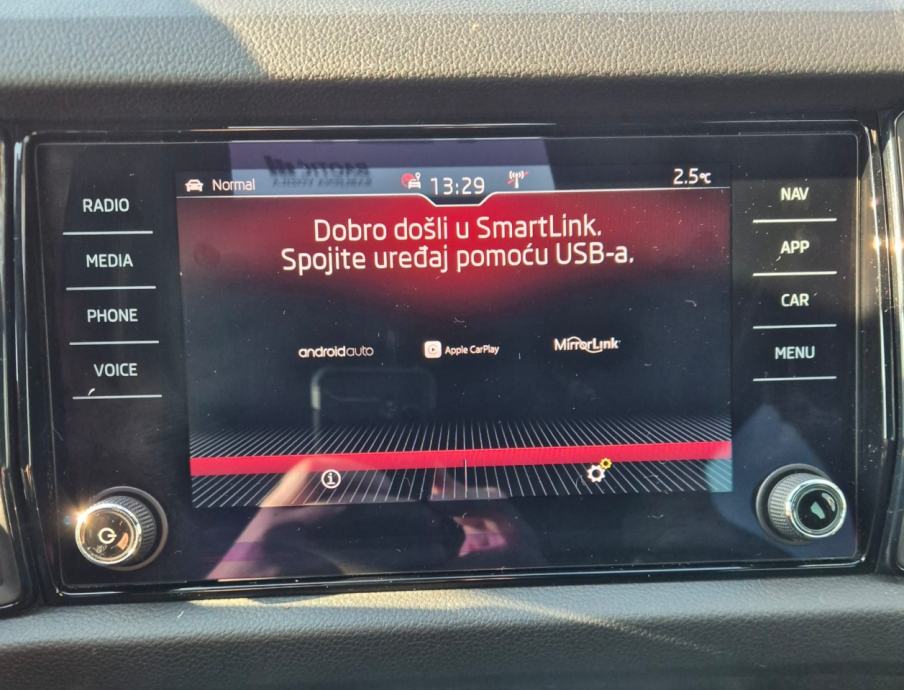 Normal
13:29
2.5°C
Dobro došli u SmartLink.
Spojite uređaj pomoću USB-a.
androidauto
Apple CarPlay
MirrorLink
RADIO
MEDIA
PHONE
VOICE
NAV
APP
CAR
MENU